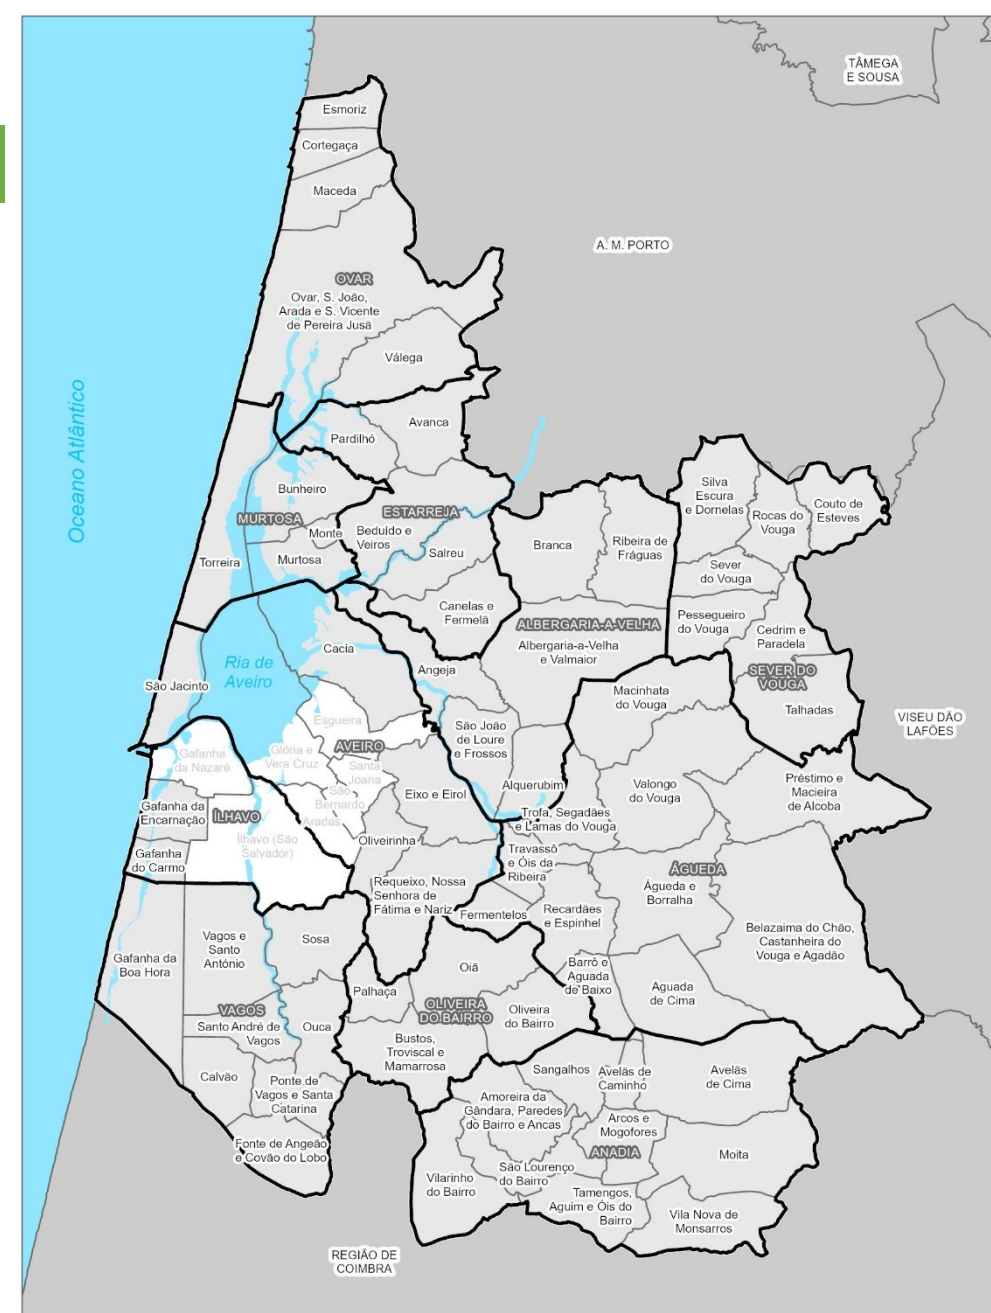 TÂMEGA
E SOUSA
Esmoriz
Cortegaça
Maceda
A. M. PORTO
OVAR
Ovar, S. João,
Arada e S. Vicente
de Pereira Jusã
Válega
Oceano Atlântico
Avanca
Pardilhó
Bunheiro
MURTOSA
ESTARREJA
Monte
Beduído e
Veiros
Murtosa
Torreira
Salreu
Canelas e
Fermelã
Silva
Escura
e Dornelas
Rocas do
Vouga
Couto de
Esteves
Branca
Ribeira de
Fráguas
Sever
do Vouga
Pessegueiro
do Vouga
Cedrim e
Paradela
ALBERGARIA-A-VELHA
Albergaria-a-Velha
e Valmaior
SEVER DO
VOUGA
Talhadas
Cacia
Ria de
Aveiro
Angeja
São Jacinto
Macinhata
do Vouga
VISEU DÃO
LAFÕES
Esgueira
São João
de Loure
e Frossos
Gafanha
da Nazaré
Glória e
Vera Cruz
AVEIRO
Santa
Joana
São
Bernardo
Aradas
Eixo e Eirol
Alquerubim
Valongo
do Vouga
Préstimo e
Macieira
de Alcoba
Gafanha da
Encarnação
ÍLHAVO
Ílhavo (São
Salvador)
Oliveirinha
Trofa, Segadães
e Lamas do Vouga
Gafanha
do Carmo
Travassô
e Óis da
Ribeira
ÁGUEDA
Águeda e
Borralha
Requeixo, Nossa
Senhora de
Fátima e Nariz
Fermentelos
Recardães
e Espinhel
Belazaima do Chão,
Castanheira do
Vouga e Agadão
Vagos e
Santo
António
Sosa
Gafanha da
Boa Hora
Oiã
Barrô e
Aguada
de Baixo
Aguada
de Cima
Palhaça
OLIVEIRA
DO BAIRRO
Oliveira
do Bairro
VAGOS
Santo André de
Vagos
Ouca
Bustos,
Troviscal e
Mamarrosa
Calvão
Ponte de
Vagos e Santa
Catarina
Sangalhos
Avelãs de
Caminho
Avelãs
de Cima
Amoreira da
Gândara, Paredes
do Bairro e Ancas
Arcos e
Mogofores
ANADIA
Moita
Fonte de Angeão
e Covão do Lobo
Vilarinho
do Bairro
São Lourenço
do Bairro
Tamengos,
Aguim e Óis do
Bairro
Vila Nova de
Monsarros
REGIÃO DE
COIMBRA